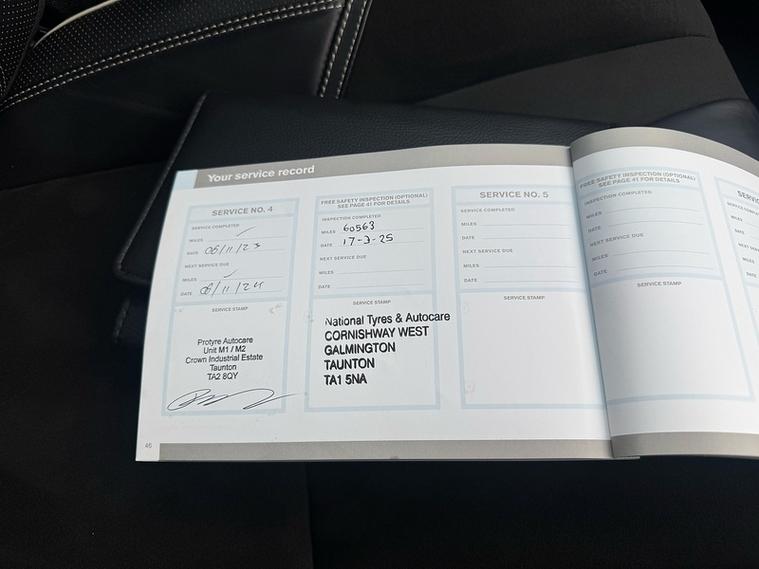 Your service record
SERVICE NO. 4
SERVICE COMPLETED
MILES
DATE 08/11/23
NEXT SERVICE DUE
MILES
DATE 08/11/24
SERVICE STAMP
Protyre Autocare
Unit M1 / M2
Crown Industrial Estate
Taunton
TA2 8QY
FREE SAFETY INSPECTION (OPTIONAL)
SEE PAGE 41 FOR DETAILS
INSPECTION COMPLETED
MILES 60563
DATE 17-3-25
NEXT SERVICE DUE
MILES
DATE
SERVICE STAMP
National Tyres & Autocare
CORNISHWAY WEST
GALMINGTON
TAUNTON
TA1 5NA
SERVICE NO. 5
SERVICE COMPLETED
MILES
DATE
NEXT SERVICE DUE
MILES
DATE
SERVICE STAMP
46
FREE SAFETY INSPECTION (OPTIONAL)
SEE PAGE 41 FOR DETAILS
INSPECTION COMPLETED
MILES
DATE
NEXT SERVICE DUE
MILES
DATE
SERVICE STAMP